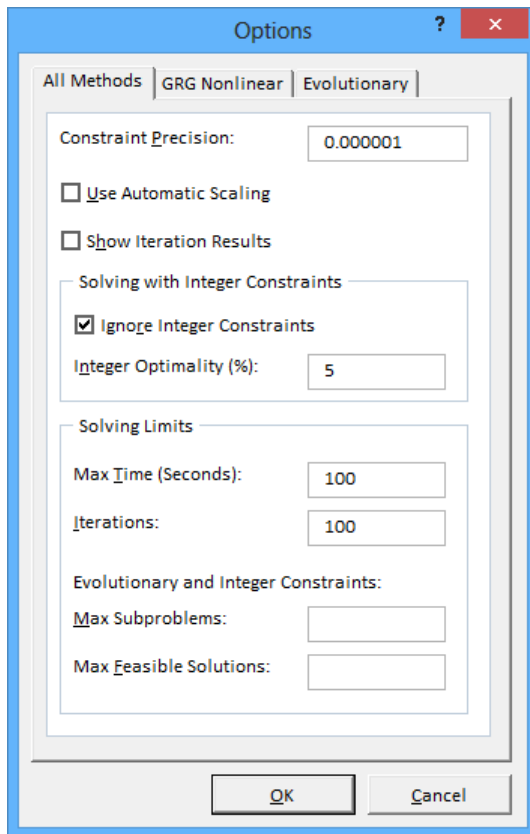 Options ? ×
All Methods GRG Nonlinear Evolutionary
Constraint Precision: 0.000001
Use Automatic Scaling
Show Iteration Results
Solving with Integer Constraints
Ignore Integer Constraints
Integer Optimality (%): 5
Solving Limits
Max Time (Seconds): 100
Iterations: 100
Evolutionary and Integer Constraints:
Max Subproblems:
Max Feasible Solutions:
OK Cancel